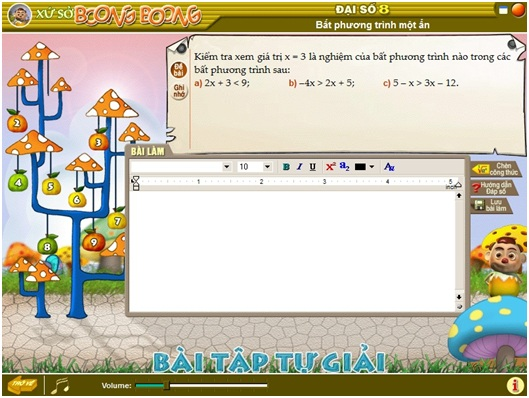 XỨ SỞ BOONG BOONG
ĐẠI SỐ 8
Bất phương trình một ẩn
Đề bài
Ghi nhớ
Kiểm tra xem giá trị x = 3 là nghiệm của bất phương trình nào trong các
bất phương trình sau:
a) 2x + 3 < 9; b) –4x > 2x + 5; c) 5 – x > 3x – 12.
BÀI LÀM
10 B I U X² a₂ A
1 2 3 4 5
inch
Chèn công thức
Hướng dẫn Đáp số
Lưu bài làm
2
3
4
5
6
7
8
9
BÀI TẬP TỰ GIẢI
Volume:
i